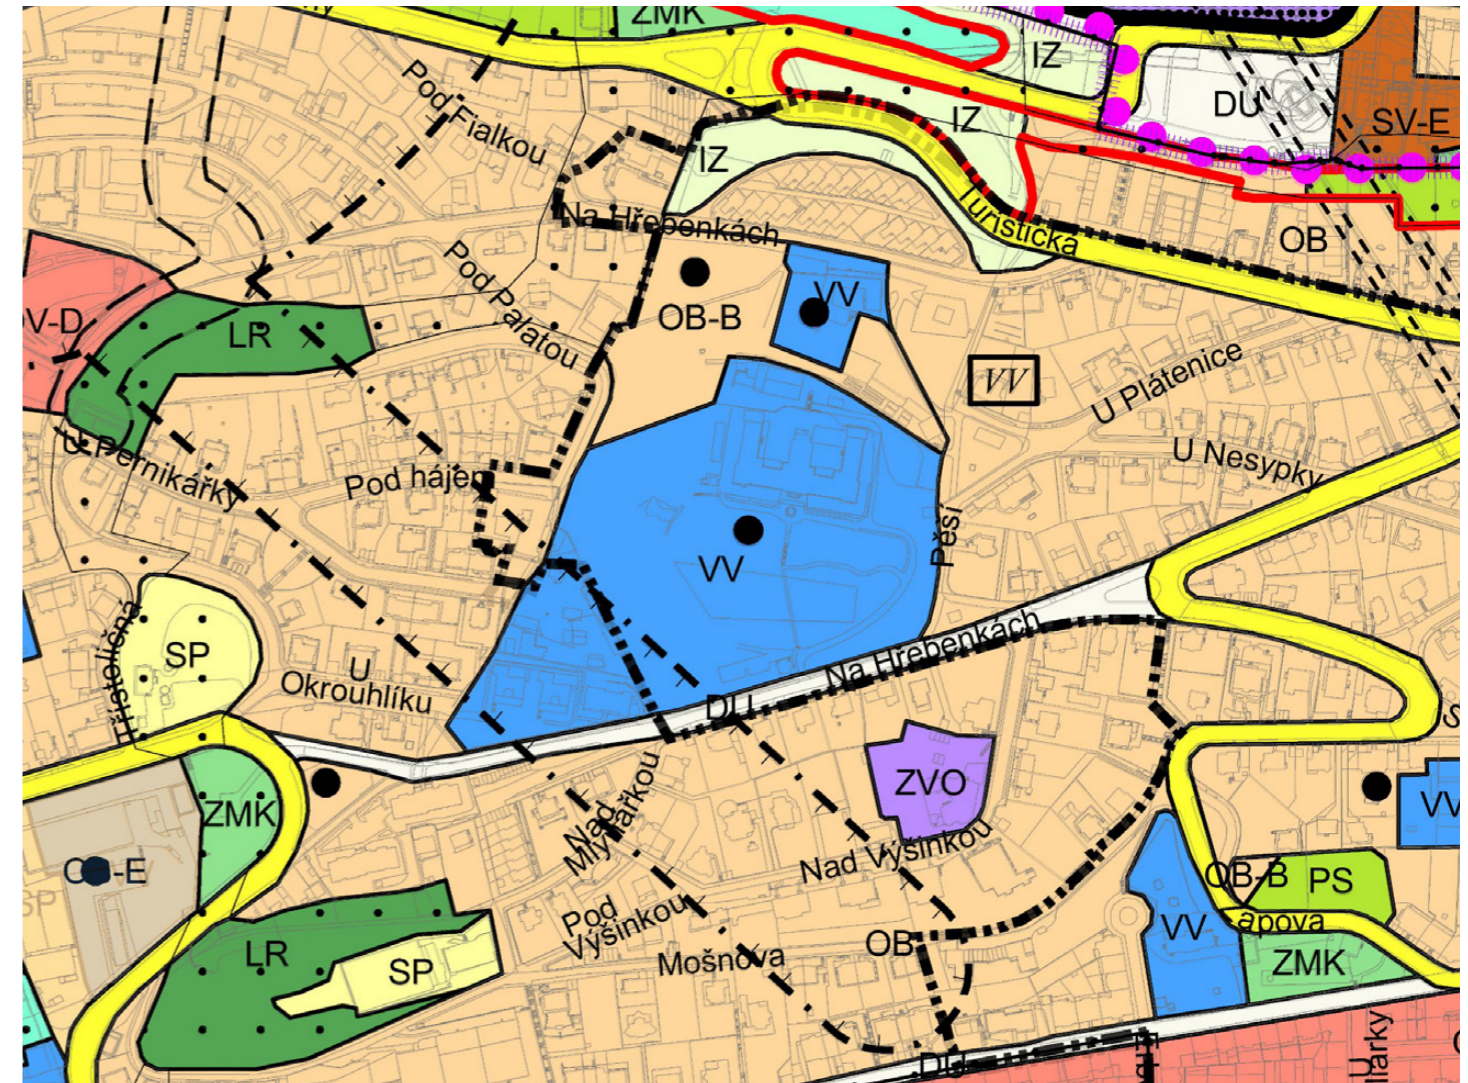 ZMK
IZ
DU
SV-E
IZ
IZ
Pod Fialkou
Na Hřebenkách
Turistická
OB
Pod Palatou
OB-B
VV
LR
VV
U Plátenice
U Nesypky
U Pernikářky
Pod hájem
Pěší
VV
Třístoličná
SP
U
Okrouhlíku
Na Hřebenkách
DU
ZVO
ZMK
Nad
Mlynářkou
VV
Nad Výšinkou
OB-B
PS
SP
Pod
Výšinkou
OB
VV
LR
SP
Mošnova
ZMK
DU